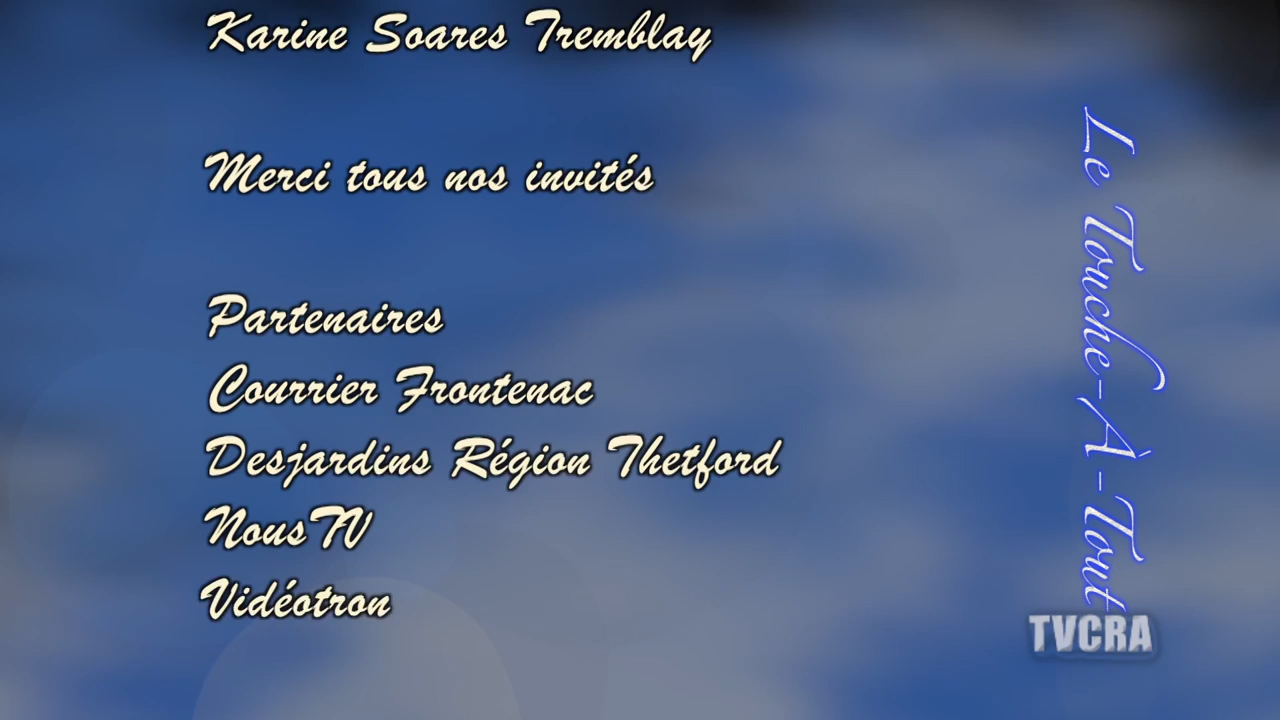 Karine Soares Tremblay
Merci tous nos invités
Partenaires
Courrier Frontenac
Desjardins Région Thetford
NousTV
Vidéotron
Le Touche-À-Tout
TVCRA